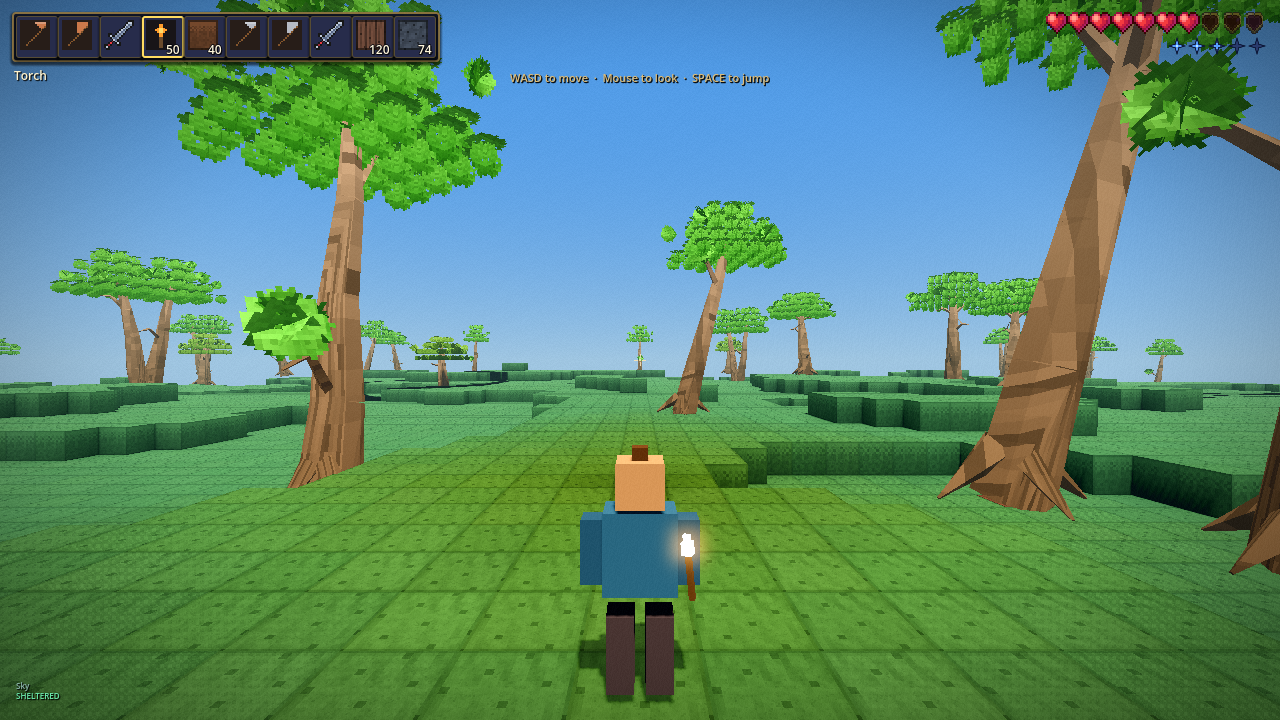 50
40
120
74
Torch
WASD to move · Mouse to look · SPACE to jump
Sky
SHELTERED